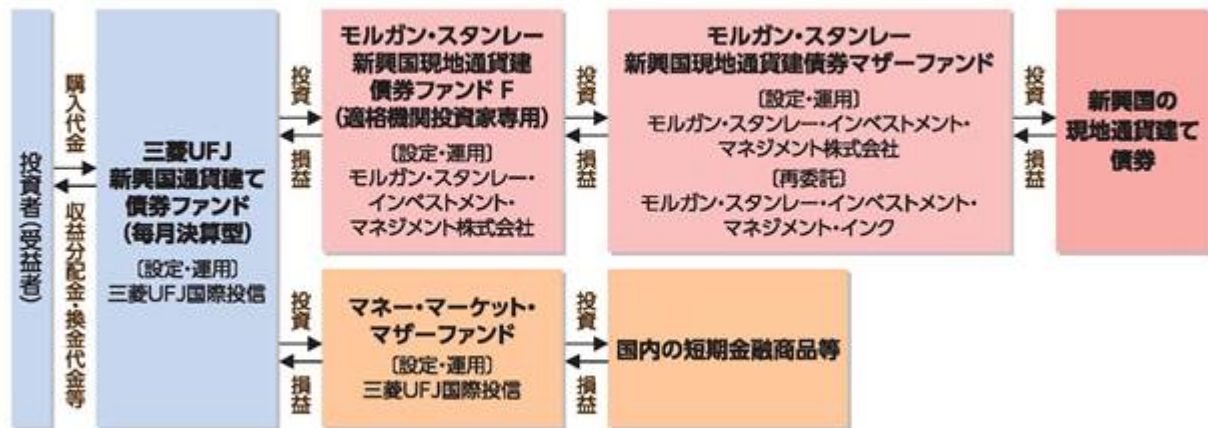 投資者(受益者)
購入代金
収益分配金・換金代金等
三菱UFJ
新興国通貨建て
債券ファンド
(毎月決算型)
〔設定・運用〕
三菱UFJ国際投信
投資
損益
モルガン・スタンレー
新興国現地通貨建
債券ファンドF
(適格機関投資家専用)
〔設定・運用〕
モルガン・スタンレー・
インベストメント・
マネジメント株式会社
投資
損益
モルガン・スタンレー
新興国現地通貨建債券マザーファンド
〔設定・運用〕
モルガン・スタンレー・インベストメント・
マネジメント株式会社
〔再委託〕
モルガン・スタンレー・インベストメント・
マネジメント・インク
投資
損益
新興国の
現地通貨建て
債券
投資
損益
マネー・マーケット・
マザーファンド
〔設定・運用〕
三菱UFJ国際投信
投資
損益
国内の短期金融商品等